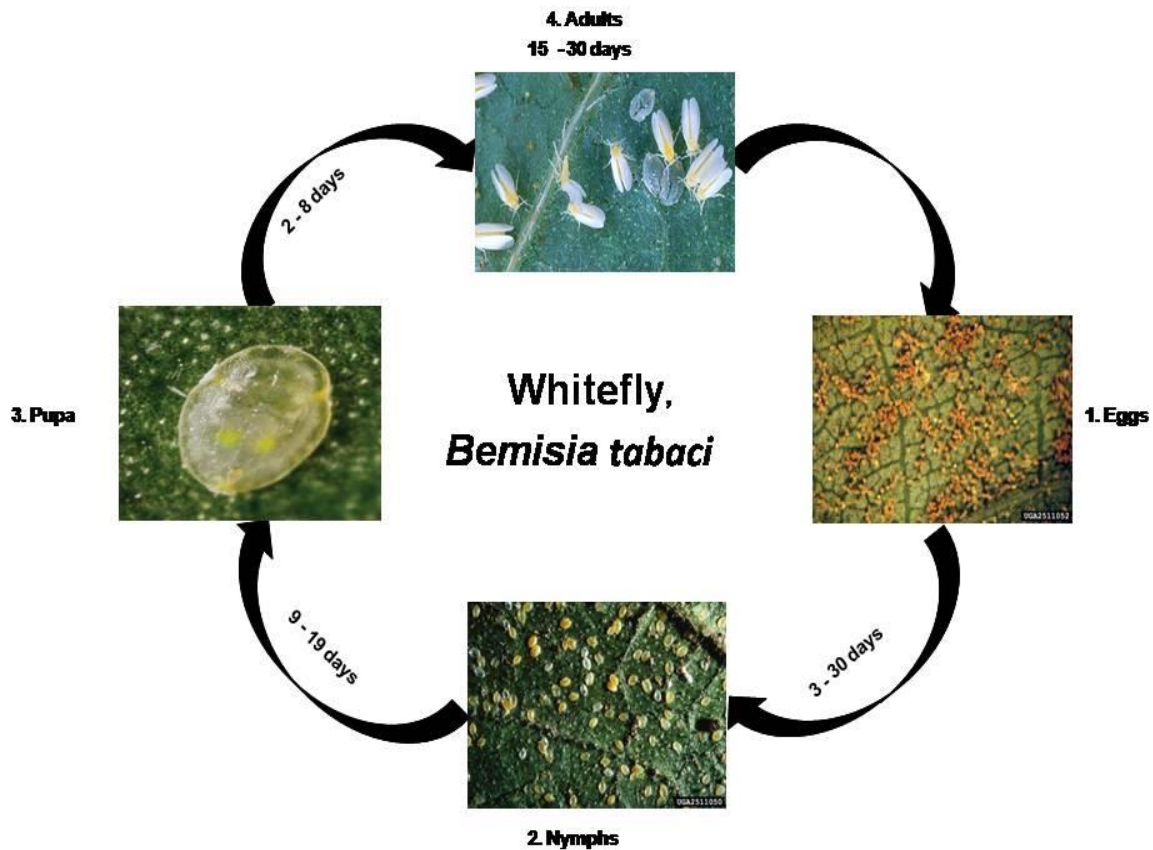 4. Adults
15 -30 days
2 - 8 days
3. Pupa
Whitefly,
Bemisia tabaci
1. Eggs
UGA2511052
9 - 19 days
3 - 30 days
UGA2511050
2. Nymphs